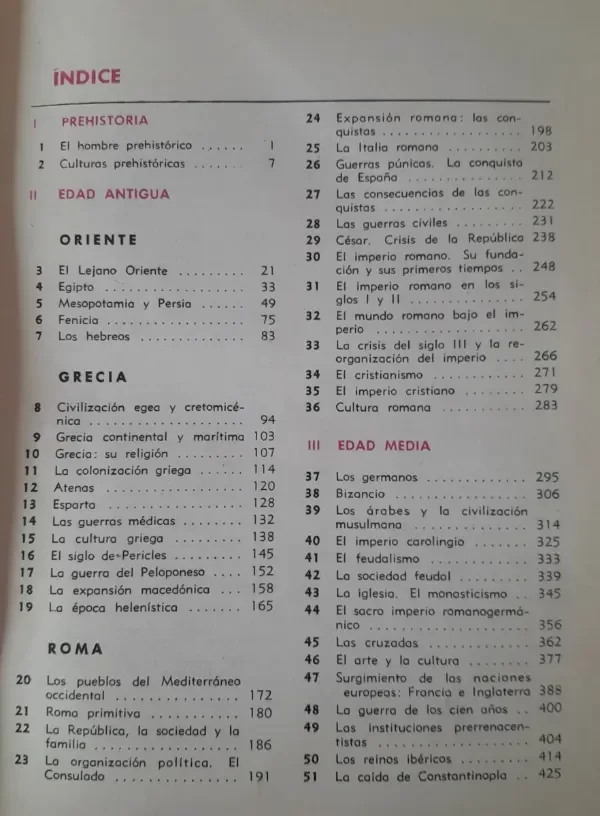 ÍNDICE
I PREHISTORIA
1 El hombre prehistórico ...... 1
2 Culturas prehistóricas ...... 7
II EDAD ANTIGUA
ORIENTE
3 El Lejano Oriente ......... 21
4 Egipto ................ 33
5 Mesopotamia y Persia ...... 49
6 Fenicia ................ 75
7 Los hebreos ............. 83
GRECIA
8 Civilización egea y cretomicé-
nica .................. 94
9 Grecia continental y marítima 103
10 Grecia: su religión ......... 107
11 La colonización griega ...... 114
12 Atenas ................ 120
13 Esparta ................ 128
14 Las guerras médicas ........ 132
15 La cultura griega .......... 138
16 El siglo de Pericles ......... 145
17 La guerra del Peloponeso .... 152
18 La expansión macedónica ... 158
19 La época helenística ....... 165
ROMA
20 Los pueblos del Mediterráneo
occidental ............... 172
21 Roma primitiva ........... 180
22 La República, la sociedad y la
familia .................. 186
23 La organización política. El
Consulado ............... 191
24 Expansión romana: las con-
quistas .................. 198
25 La Italia romana .......... 203
26 Guerras púnicas. La conquista
de España ............... 212
27 Las consecuencias de las con-
quistas .................. 222
28 Las guerras civiles ......... 231
29 César. Crisis de la República 238
30 El imperio romano. Su funda-
ción y sus primeros tiempos .. 248
31 El imperio romano en los si-
glos I y II ............... 254
32 El mundo romano bajo el im-
perio .................. 262
33 La crisis del siglo III y la re-
organización del imperio .... 266
34 El cristianismo ............ 271
35 El imperio cristiano ........ 279
36 Cultura romana ........... 283
III EDAD MEDIA
37 Los germanos ............. 295
38 Bizancio ................ 306
39 Los árabes y la civilización
musulmana .............. 314
40 El imperio carolingio ....... 325
41 El feudalismo ............ 333
42 La sociedad feudal ......... 339
43 La iglesia. El monasticismo .. 345
44 El sacro imperio romanogermá-
nico ................... 356
45 Las cruzadas ............. 362
46 El arte y la cultura ........ 377
47 Surgimiento de las naciones
europeas: Francia e Inglaterra 388
48 La guerra de los cien años .. 400
49 Las instituciones prerrenacen-
tistas ................... 404
50 Los reinos ibéricos ......... 414
51 La caída de Constantinopla .. 425